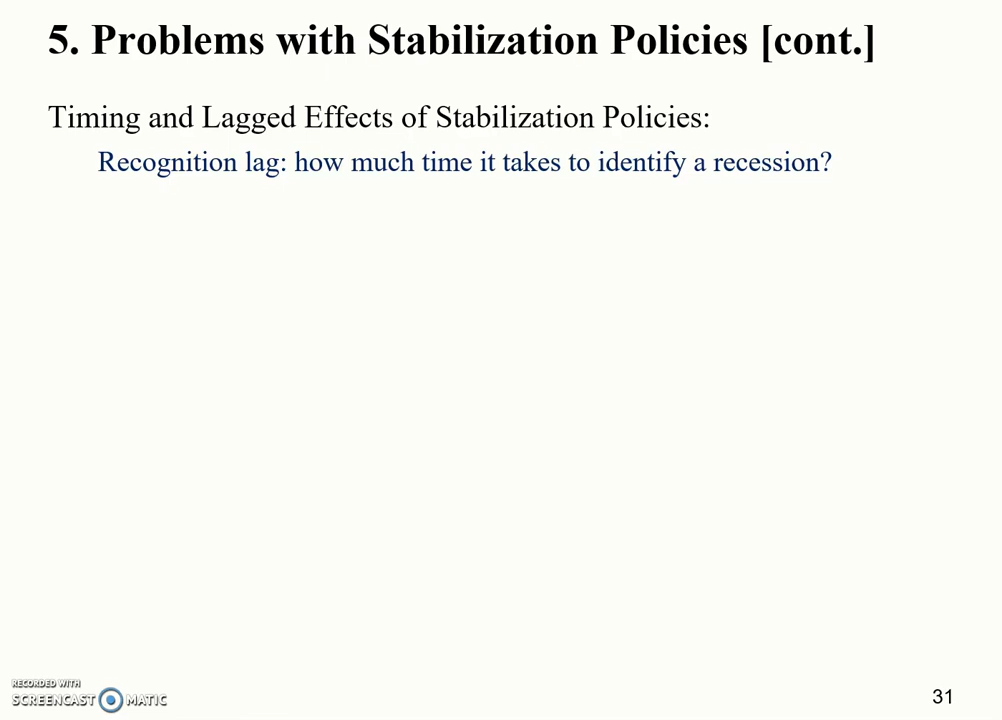 5. Problems with Stabilization Policies [cont.]
Timing and Lagged Effects of Stabilization Policies:
Recognition lag: how much time it takes to identify a recession?
RECORDED WITH
SCREENCAST MATIC
31